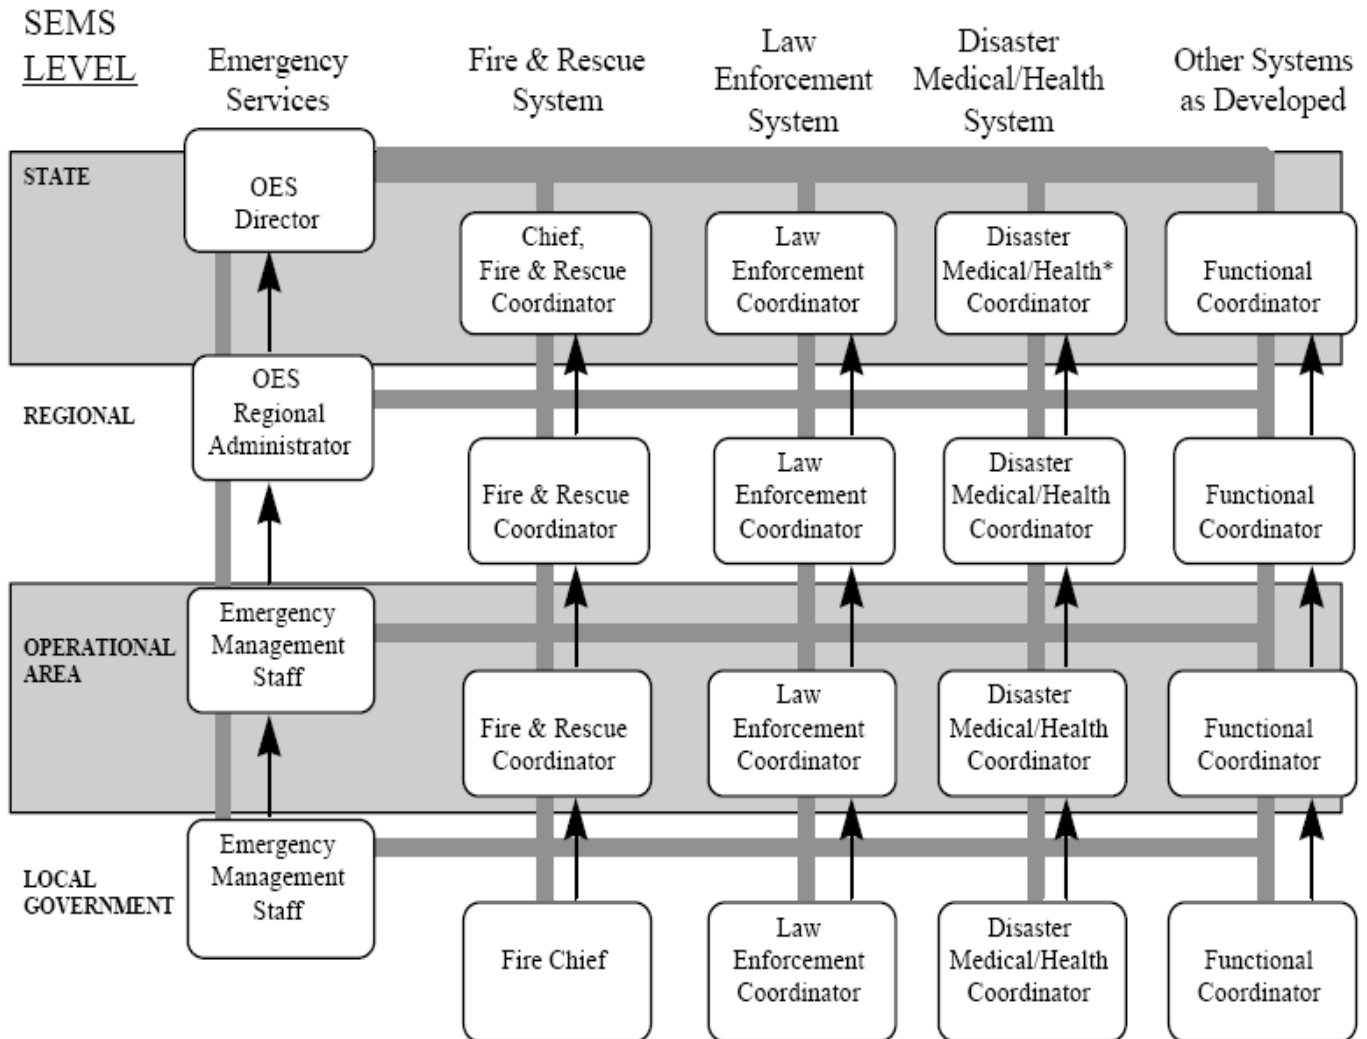 SEMS
LEVEL
Emergency
Services
Fire & Rescue
System
Law
Enforcement
System
Disaster
Medical/Health
System
Other Systems
as Developed
STATE
OES
Director
Chief,
Fire & Rescue
Coordinator
Law
Enforcement
Coordinator
Disaster
Medical/Health*
Coordinator
Functional
Coordinator
REGIONAL
OES
Regional
Administrator
Fire & Rescue
Coordinator
Law
Enforcement
Coordinator
Disaster
Medical/Health
Coordinator
Functional
Coordinator
OPERATIONAL
AREA
Emergency
Management
Staff
Fire & Rescue
Coordinator
Law
Enforcement
Coordinator
Disaster
Medical/Health
Coordinator
Functional
Coordinator
LOCAL
GOVERNMENT
Emergency
Management
Staff
Fire Chief
Law
Enforcement
Coordinator
Disaster
Medical/Health
Coordinator
Functional
Coordinator